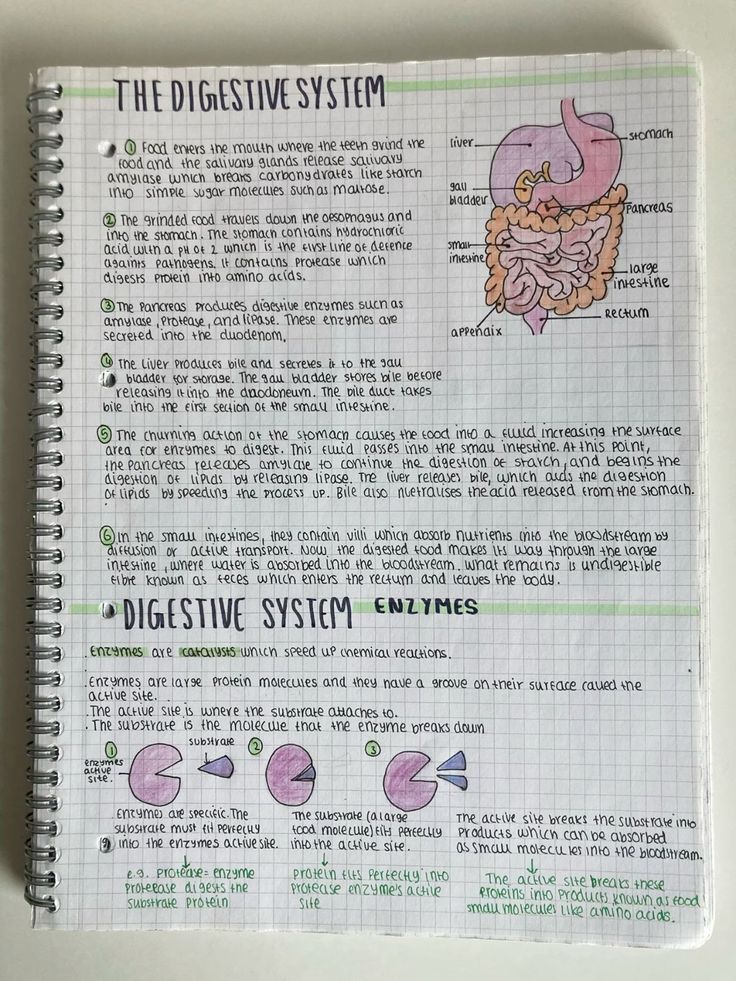 THE DIGESTIVE SYSTEM
① Food enters the mouth where the teeth grind the
food and the salivary glands release salivary
amylase which breaks carbonydrates like starch
into simple sugar molecules such as maltose.
② The grinded food travels down the oesophagus and
into the stomach. The stomach contains hydrochloric
acid with a pH of 2 which is the first line of defence
againts pathogens. It contains protease which
digests protein into amino acids.
③ The pancreas produces digestive enzymes such as
amylase, protease, and lipase. These enzymes are
secreted into the duodenum.
④ The liver produces bile and secretes it to the gall
bladder for storage. The gall bladder stores bile before
releasing it into the duodoneum. The bile duct takes
bile into the first section of the small intestine.
liver
stomach
gall
bladder
pancreas
small
intestine
large
intestine
rectum
appendix
⑤ The churning action of the stomach causes the food into a fluid increasing the surface
area for enzymes to digest. This fluid passes into the small intestine. At this point,
the pancreas releases amylase to continue the digestion of starch, and begins the
digestion of lipids by releasing lipase. The liver releases bile, which aids the digestion
of lipids by speeding the process up. Bile also nuetralises the acid released from the stomach.
⑥ In the small intestines, they contain villi which absorb nutrients into the bloodstream by
diffusion or active transport. Now, the digested food makes its way through the large
intestine, where water is absorbed into the bloodstream. What remains is undigestible
fibre known as feces which enters the rectum and leaves the body.
DIGESTIVE SYSTEM ENZYMES
. Enzymes are catalysts which speed up chemical reactions.
. Enzymes are large protein molecules and they have a groove on their surface called the
active site.
. The active site is where the substrate attaches to.
. The substrate is the molecule that the enzyme breaks down
①
substrate
enzymes
active
site.
②
③
Enzymes are specific. The
substrate must fit perfectly
into the enzymes active site.
e.g. protease = enzyme
proteease digests the
substrate protein
The substrate (a large
food molecule) fits perfectly
into the active site.
protein fits perfectly into
protease enzyme's active
site
The active site breaks the substrate into
products which can be absorbed
as small molecules into the bloodstream.
The active site breaks these
proteins into products known as food
small molecules like amino acids.